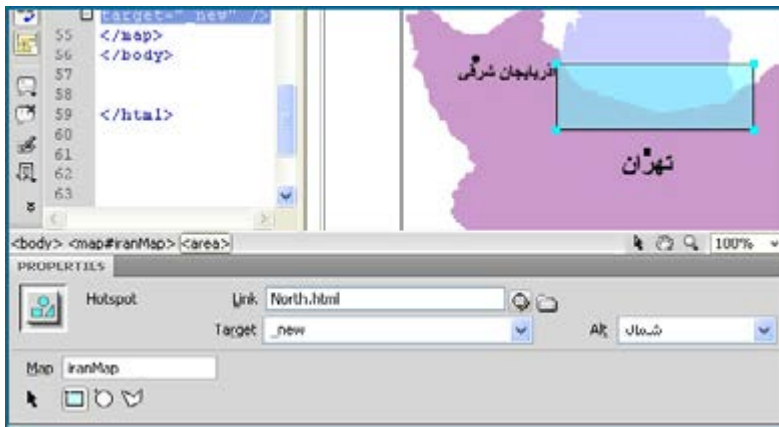 target="_new" />
55 </map>
56 </body>
57
58
59 </html>
60
61
62
63
آذربایجان شرقی
تهران
<body> <map#iranMap> <area>
100%
PROPERTIES
Hotspot
Link North.html
Target _new
Alt شمال
Map iranMap